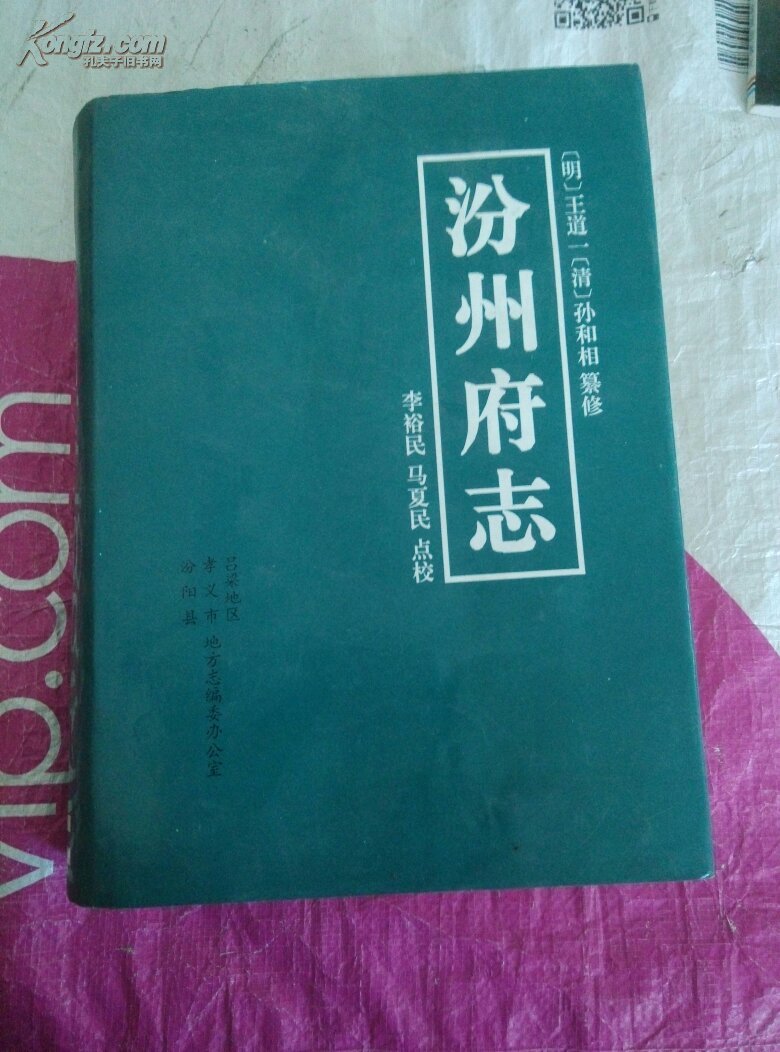 Kongfz.com
孔夫子旧书网
〔明〕王道一〔清〕孙和相 纂修
汾州府志
李裕民 马夏民 点校
吕梁地区
孝义市 地方志编委办公室
汾阳县
vip.com